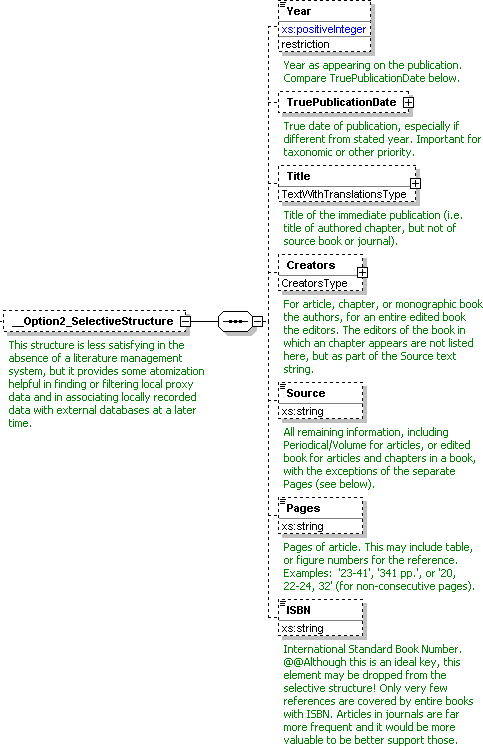 Year
xs:positiveInteger
restriction
Year as appearing on the publication.
Compare TruePublicationDate below.
TruePublicationDate
True date of publication, especially if
different from stated year. Important for
taxonomic or other priority.
Title
TextWithTranslationsType
Title of the immediate publication (i.e.
title of authored chapter, but not of
source book or journal).
Creators
CreatorsType
For article, chapter, or monographic book
the authors, for an entire edited book
the editors. The editors of the book in
which an chapter appears are not listed
here, but as part of the Source text
string.
__Option2_SelectiveStructure
This structure is less satisfying in the
absence of a literature management
system, but it provides some atomization
helpful in finding or filtering local proxy
data and in associating locally recorded
data with external databases at a later
time.
Source
xs:string
All remaining information, including
Periodical/Volume for articles, or edited
book for articles and chapters in a book,
with the exceptions of the separate
Pages (see below).
Pages
xs:string
Pages of article. This may include table,
or figure numbers for the reference.
Examples:  '23-41', '341 pp.', or '20,
22-24, 32' (for non-consecutive pages).
ISBN
xs:string
International Standard Book Number.
@@Although this is an ideal key, this
element may be dropped from the
selective structure! Only very few
references are covered by entire books
with ISBN. Articles in journals are far
more frequent and it would be more
valuable to be better support those.